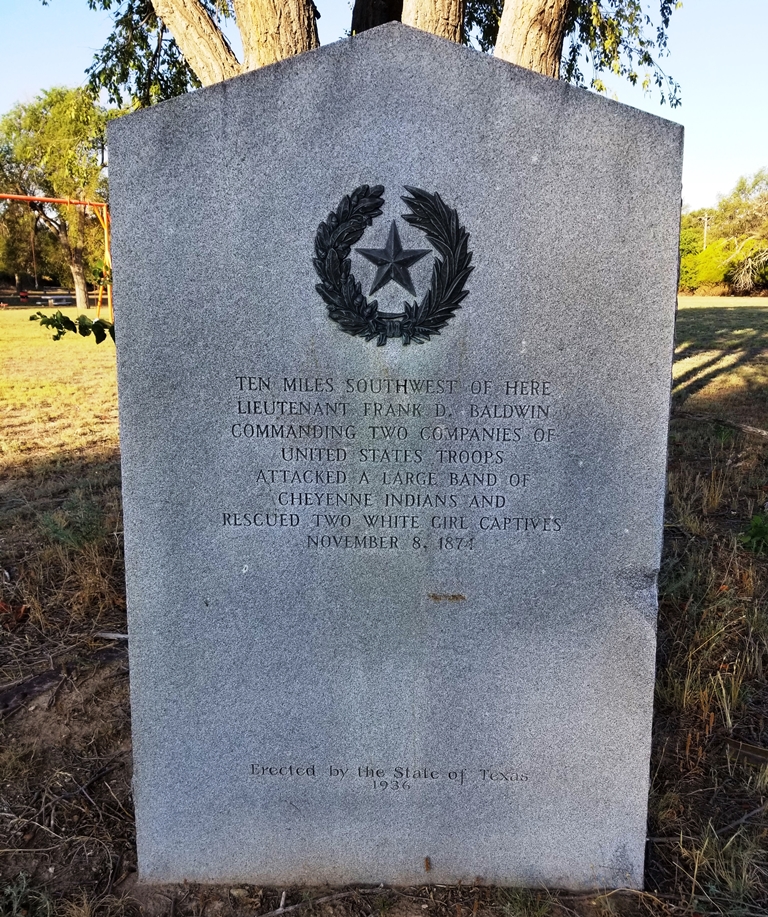 TEN MILES SOUTHWEST OF HERE
LIEUTENANT FRANK D. BALDWIN
COMMANDING TWO COMPANIES OF
UNITED STATES TROOPS
ATTACKED A LARGE BAND OF
CHEYENNE INDIANS AND
RESCUED TWO WHITE GIRL CAPTIVES
NOVEMBER 8, 1874
Erected by the State of Texas
1936